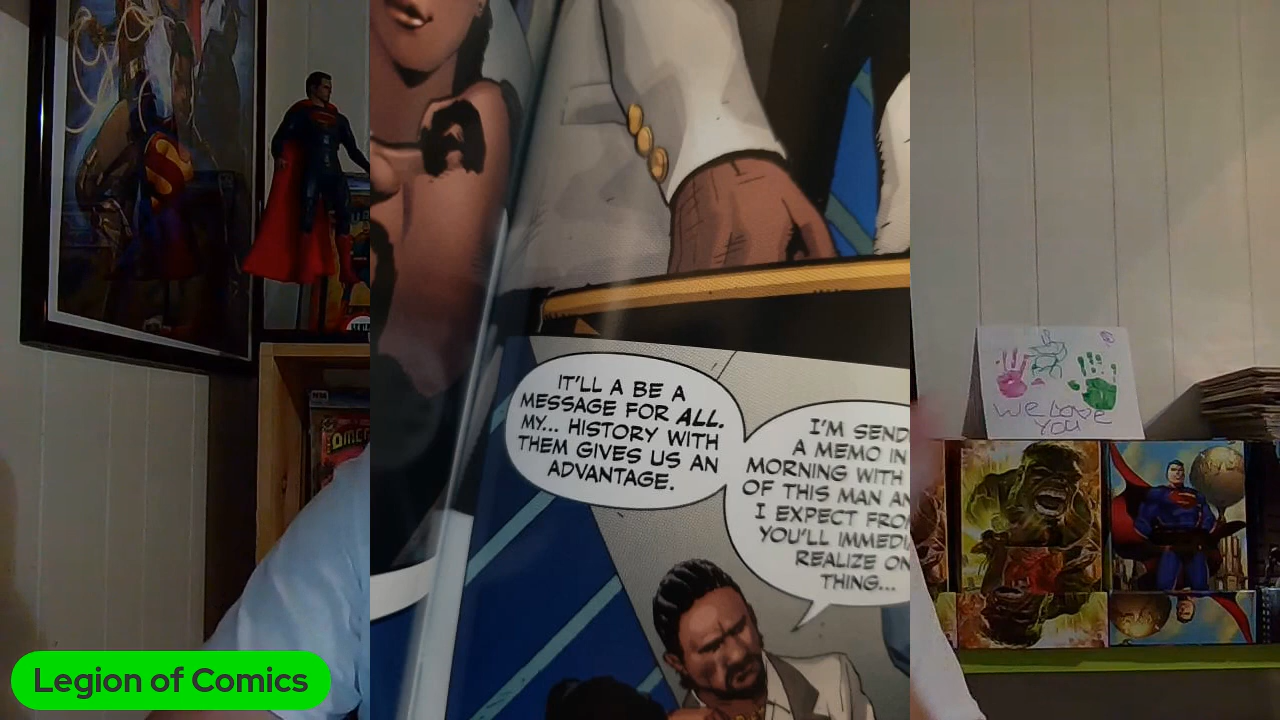 IT'LL A BE A
MESSAGE FOR ALL.
MY... HISTORY WITH
THEM GIVES US AN
ADVANTAGE.
I'M SEND
A MEMO IN
MORNING WITH
OF THIS MAN AN
I EXPECT FRO
YOU'LL IMMEDI
REALIZE ON
THING...
We Love
YOU
Legion of Comics